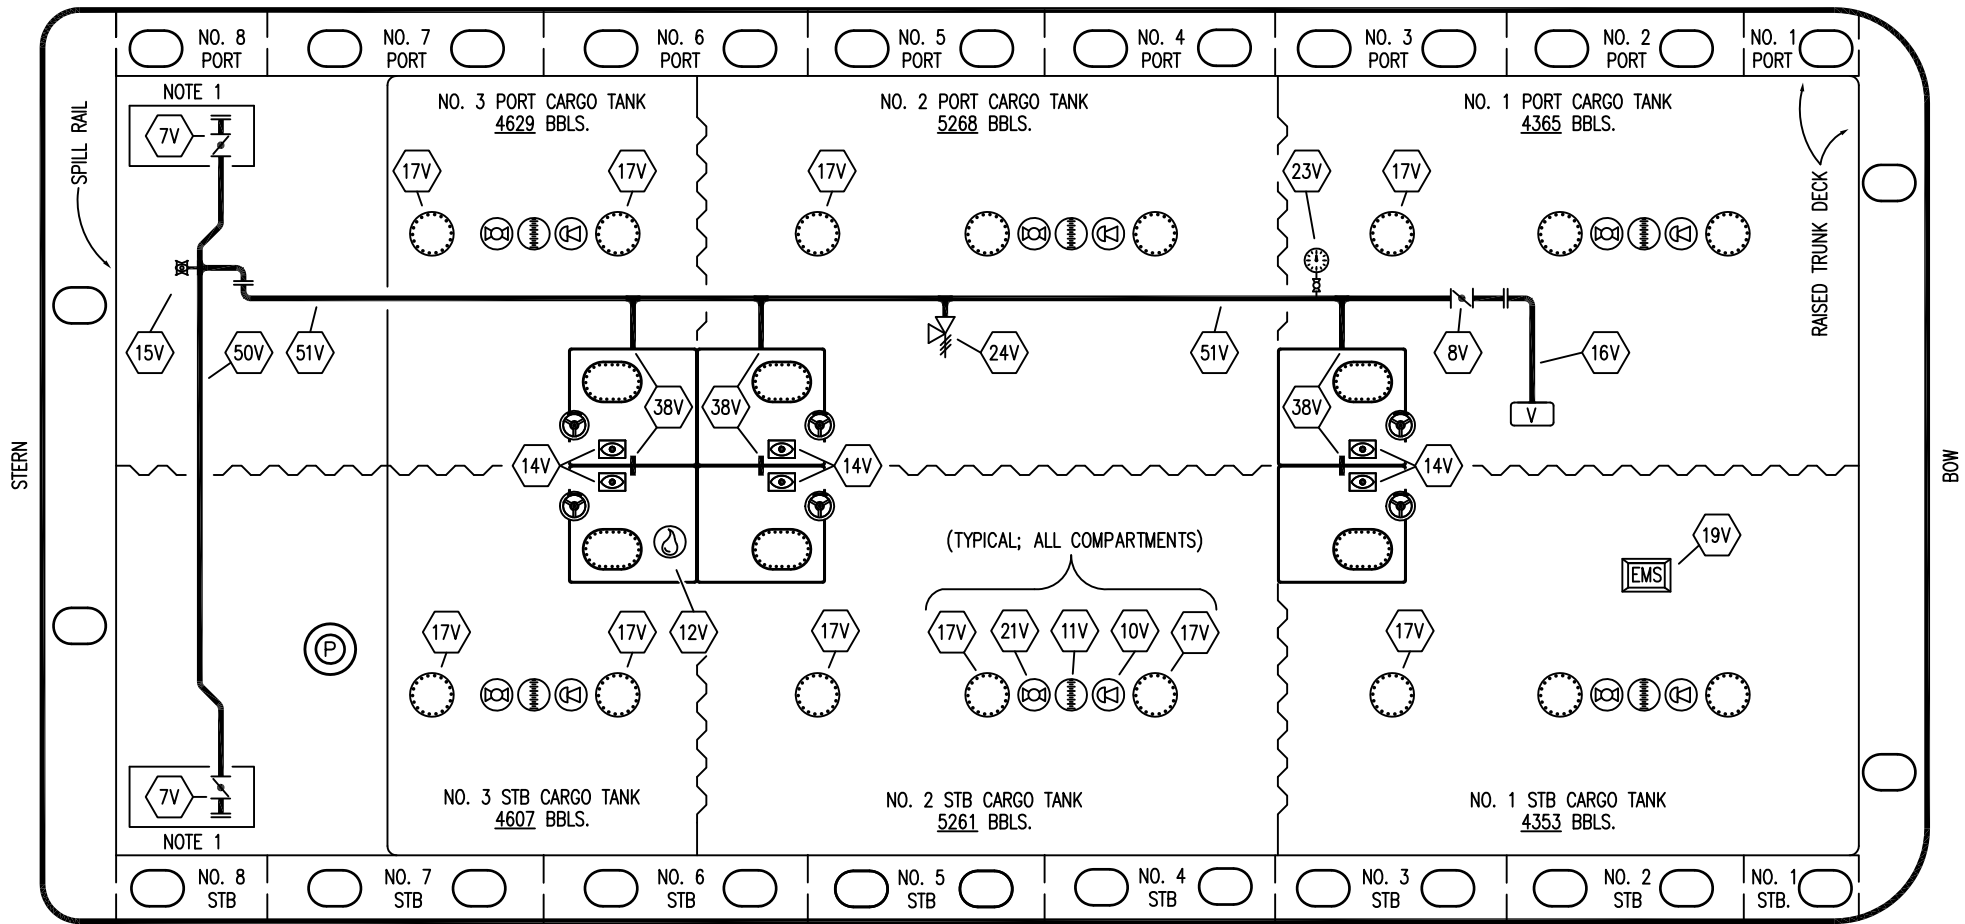 NO. 8
PORT
NO. 7
PORT
NO. 6
PORT
NO. 5
PORT
NO. 4
PORT
NO. 3
PORT
NO. 2
PORT
NO. 1
PORT
NOTE 1
7V
SPILL RAIL
NO. 3 PORT CARGO TANK
4629 BBLS.
NO. 2 PORT CARGO TANK
5268 BBLS.
NO. 1 PORT CARGO TANK
4365 BBLS.
17V
17V
17V
23V
17V
RAISED TRUNK DECK
15V
50V
51V
24V
51V
8V
16V
38V
38V
38V
V
STERN
14V
14V
14V
BOW
(TYPICAL; ALL COMPARTMENTS)
19V
EMS
P
17V
17V
12V
17V
17V
21V
11V
10V
17V
17V
7V
NO. 3 STB CARGO TANK
4607 BBLS.
NO. 2 STB CARGO TANK
5261 BBLS.
NO. 1 STB CARGO TANK
4353 BBLS.
NOTE 1
NO. 8
STB
NO. 7
STB
NO. 6
STB
NO. 5
STB
NO. 4
STB
NO. 3
STB
NO. 2
STB
NO. 1
STB.